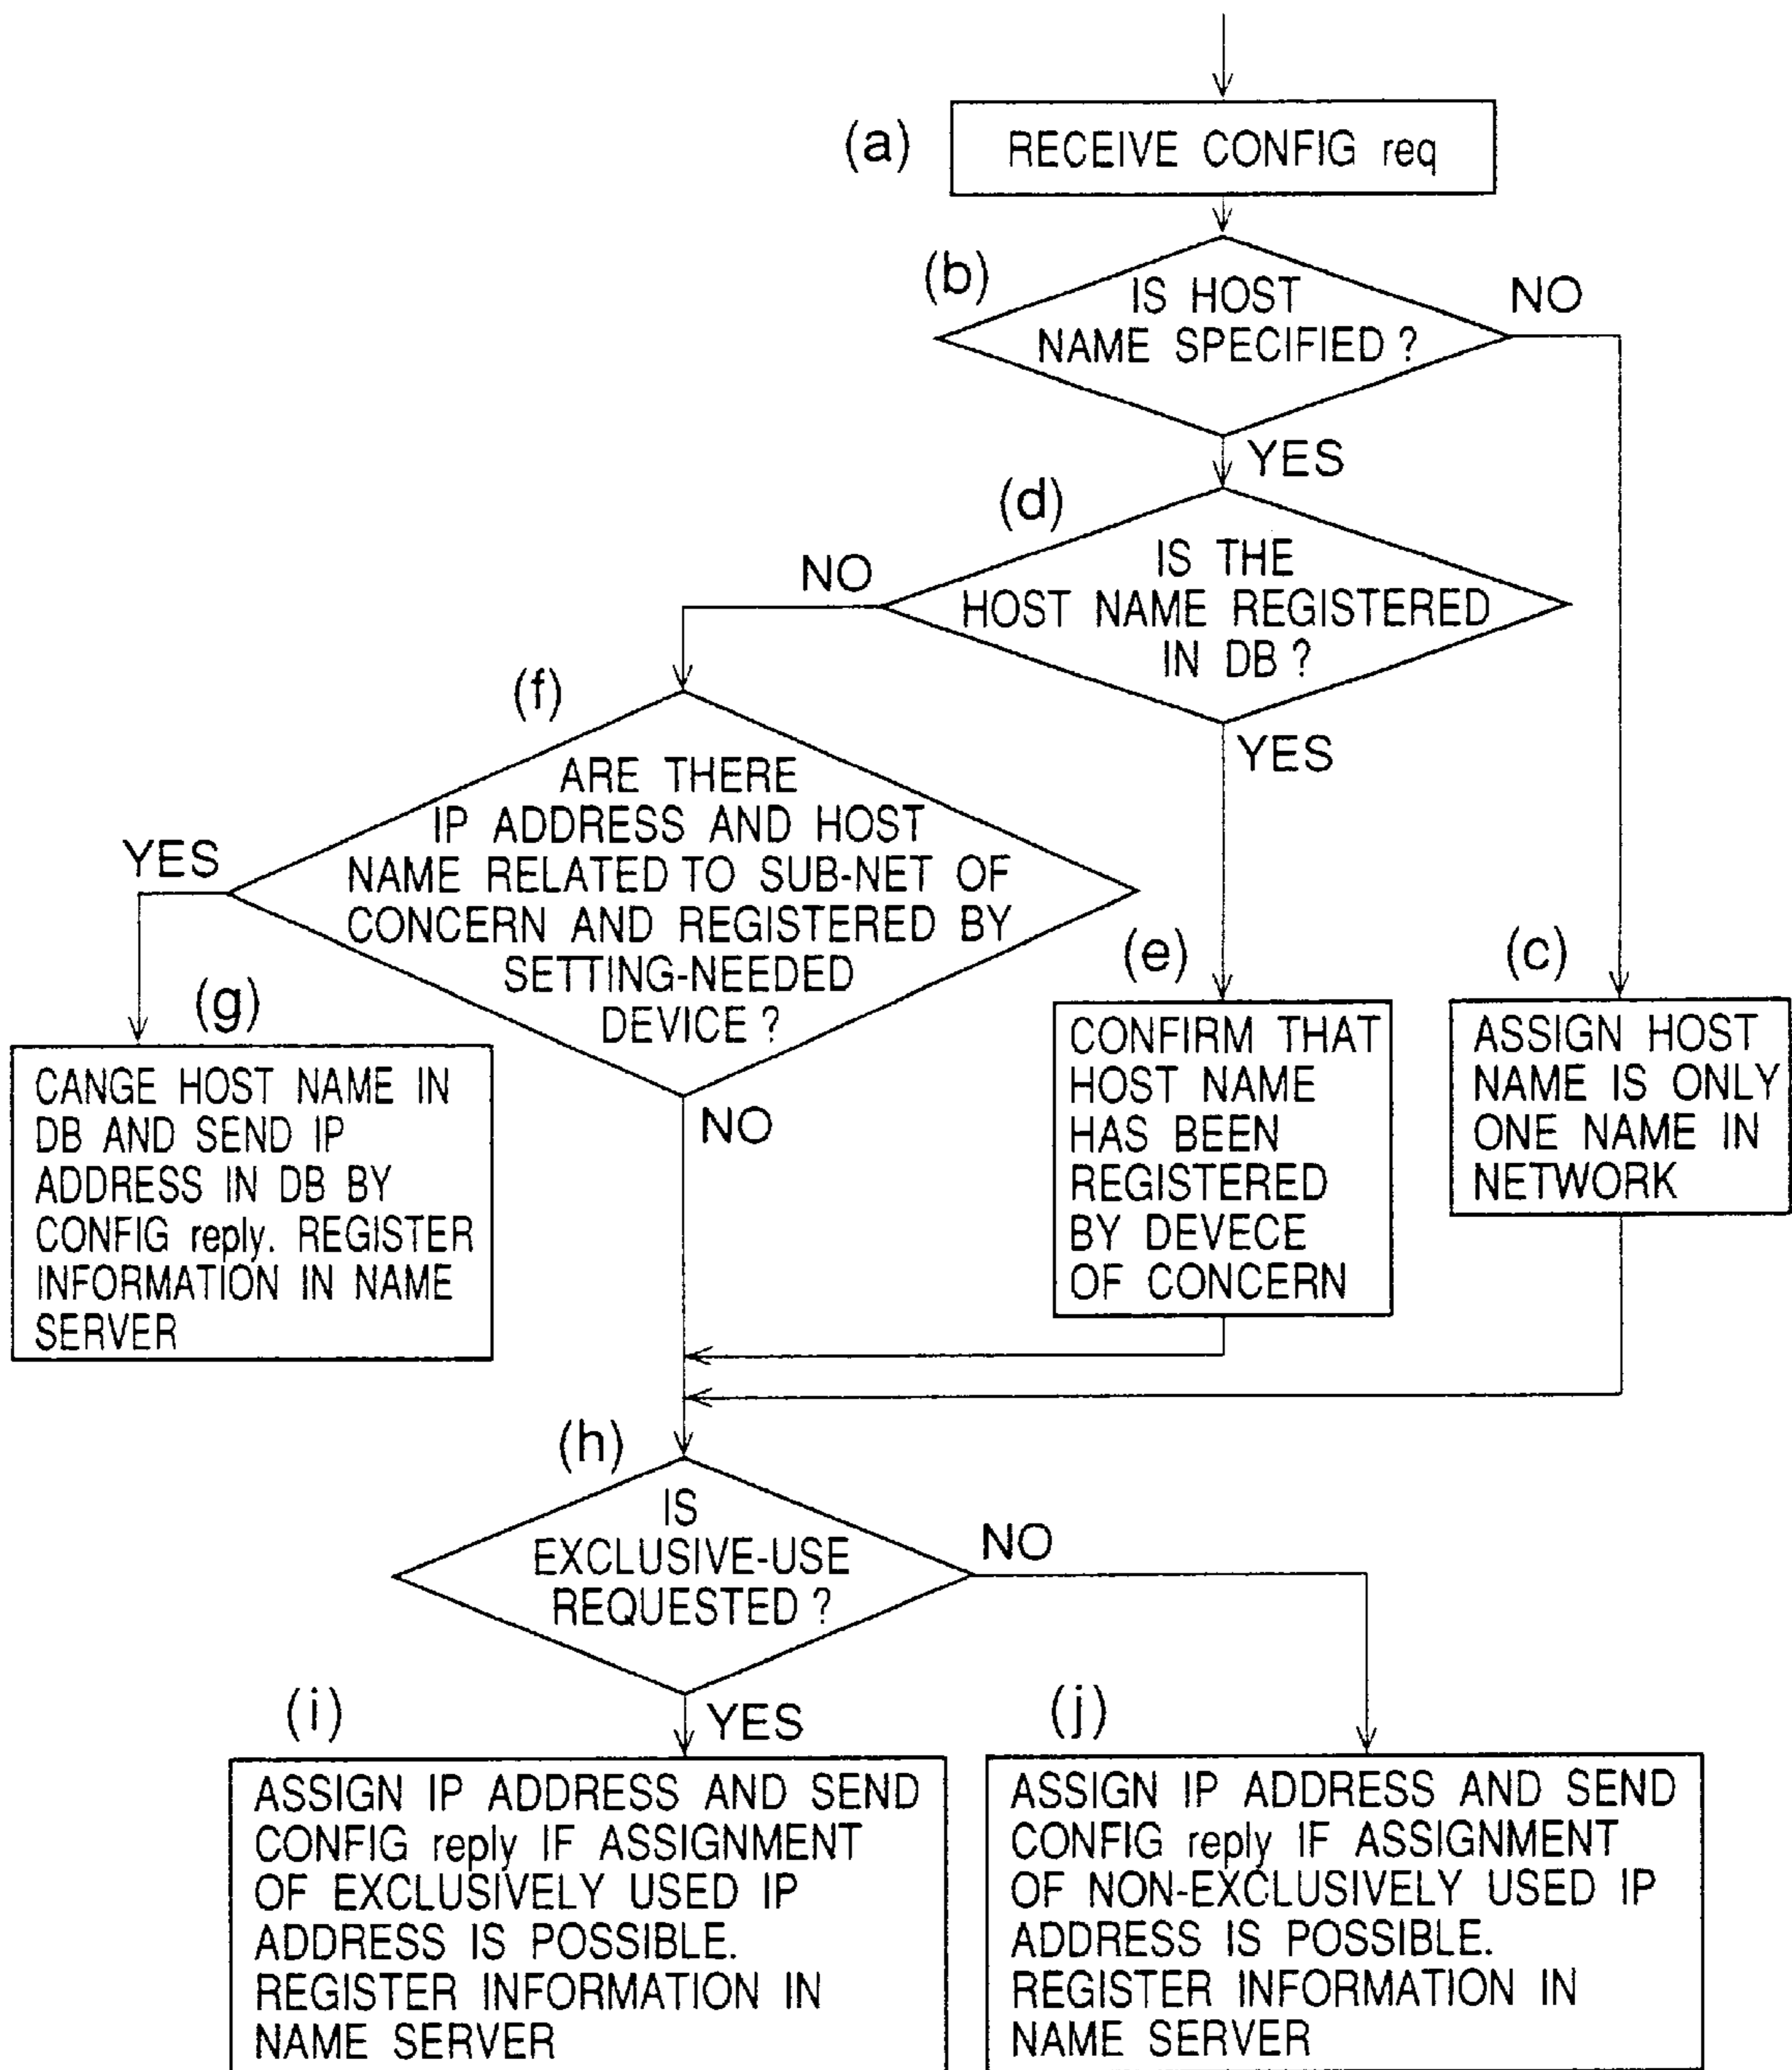 (a)
RECEIVE CONFIG req
(b)
IS HOST
NAME SPECIFIED ?
NO
YES
(d)
IS THE
HOST NAME REGISTERED
IN DB ?
NO
YES
(f)
ARE THERE
IP ADDRESS AND HOST
NAME RELATED TO SUB-NET OF
CONCERN AND REGISTERED BY
SETTING-NEEDED
DEVICE ?
YES
NO
(g)
CANGE HOST NAME IN
DB AND SEND IP
ADDRESS IN DB BY
CONFIG reply. REGISTER
INFORMATION IN NAME
SERVER
(e)
CONFIRM THAT
HOST NAME
HAS BEEN
REGISTERED
BY DEVECE
OF CONCERN
(c)
ASSIGN HOST
NAME IS ONLY
ONE NAME IN
NETWORK
(h)
IS
EXCLUSIVE-USE
REQUESTED ?
NO
YES
(i)
ASSIGN IP ADDRESS AND SEND
CONFIG reply IF ASSIGNMENT
OF EXCLUSIVELY USED IP
ADDRESS IS POSSIBLE.
REGISTER INFORMATION IN
NAME SERVER
(j)
ASSIGN IP ADDRESS AND SEND
CONFIG reply IF ASSIGNMENT
OF NON-EXCLUSIVELY USED IP
ADDRESS IS POSSIBLE.
REGISTER INFORMATION IN
NAME SERVER